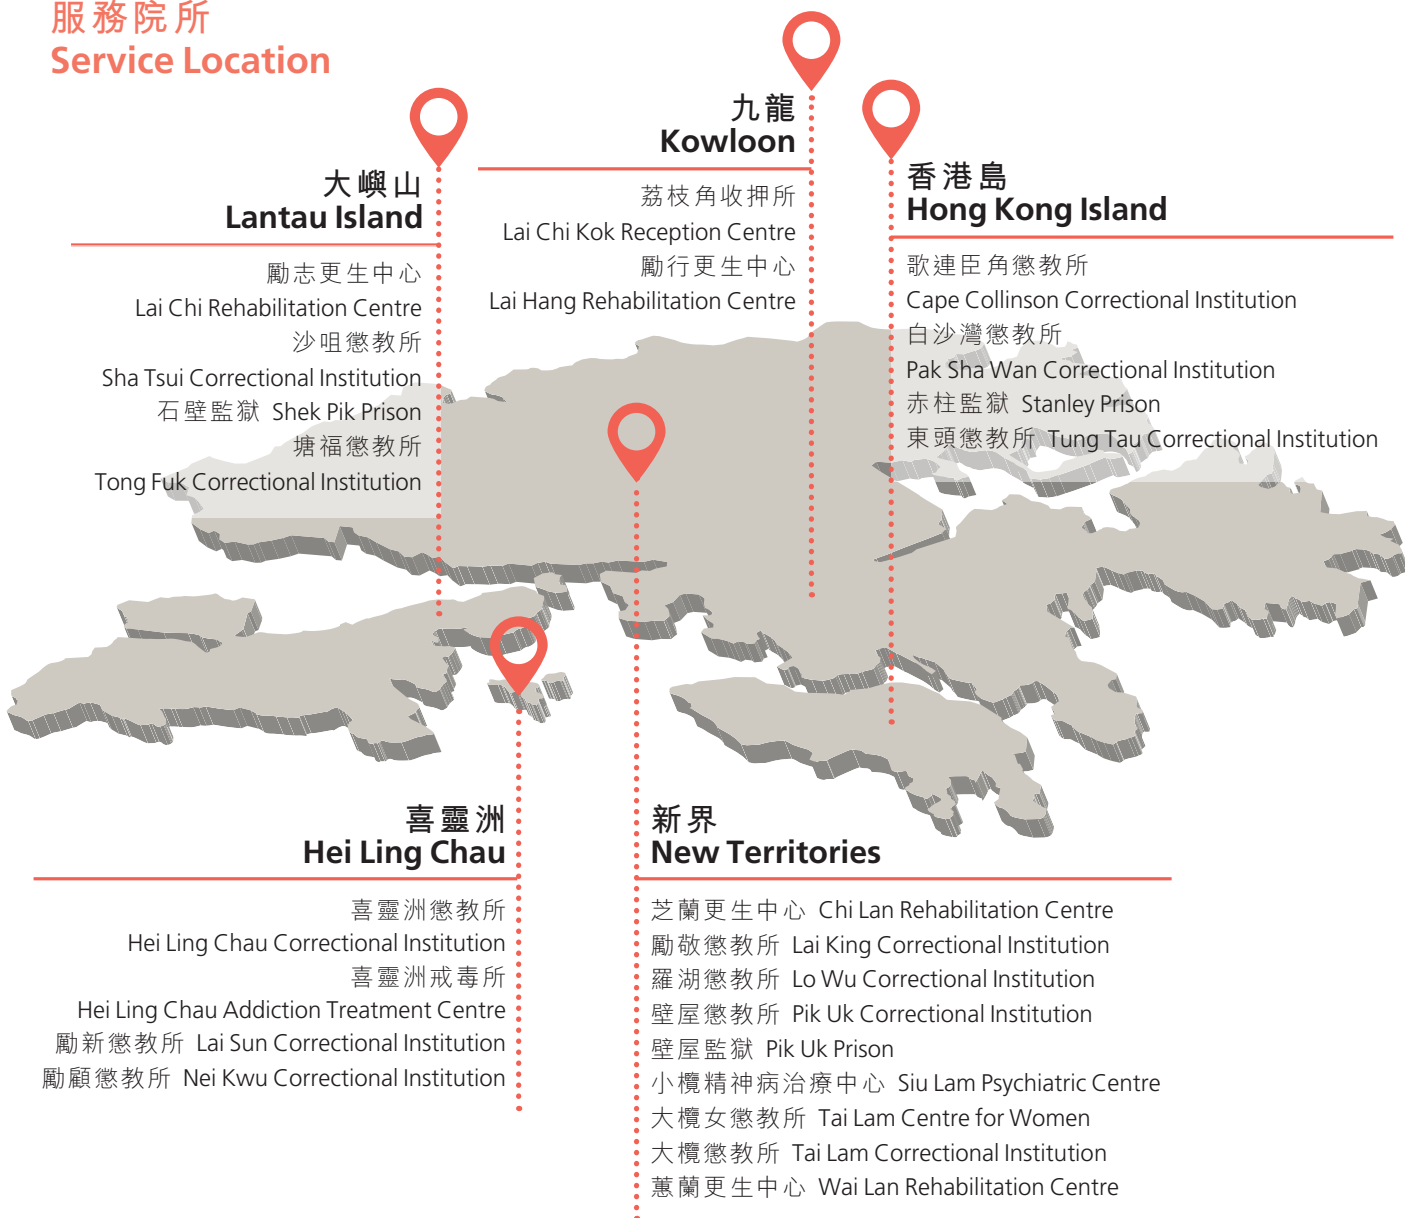 服務院所
Service Location
大嶼山
Lantau Island
勵志更生中心
Lai Chi Rehabilitation Centre
沙咀懲教所
Sha Tsui Correctional Institution
石壁監獄 Shek Pik Prison
塘福懲教所
Tong Fuk Correctional Institution
九龍
Kowloon
荔枝角收押所
Lai Chi Kok Reception Centre
勵行更生中心
Lai Hang Rehabilitation Centre
香港島
Hong Kong Island
歌連臣角懲教所
Cape Collinson Correctional Institution
白沙灣懲教所
Pak Sha Wan Correctional Institution
赤柱監獄 Stanley Prison
東頭懲教所 Tung Tau Correctional Institution
喜靈洲
Hei Ling Chau
喜靈洲懲教所
Hei Ling Chau Correctional Institution
喜靈洲戒毒所
Hei Ling Chau Addiction Treatment Centre
勵新懲教所 Lai Sun Correctional Institution
勵顧懲教所 Nei Kwu Correctional Institution
新界
New Territories
芝蘭更生中心 Chi Lan Rehabilitation Centre
勵敬懲教所 Lai King Correctional Institution
羅湖懲教所 Lo Wu Correctional Institution
壁屋懲教所 Pik Uk Correctional Institution
壁屋監獄 Pik Uk Prison
小欖精神病治療中心 Siu Lam Psychiatric Centre
大欖女懲教所 Tai Lam Centre for Women
大欖懲教所 Tai Lam Correctional Institution
蕙蘭更生中心 Wai Lan Rehabilitation Centre